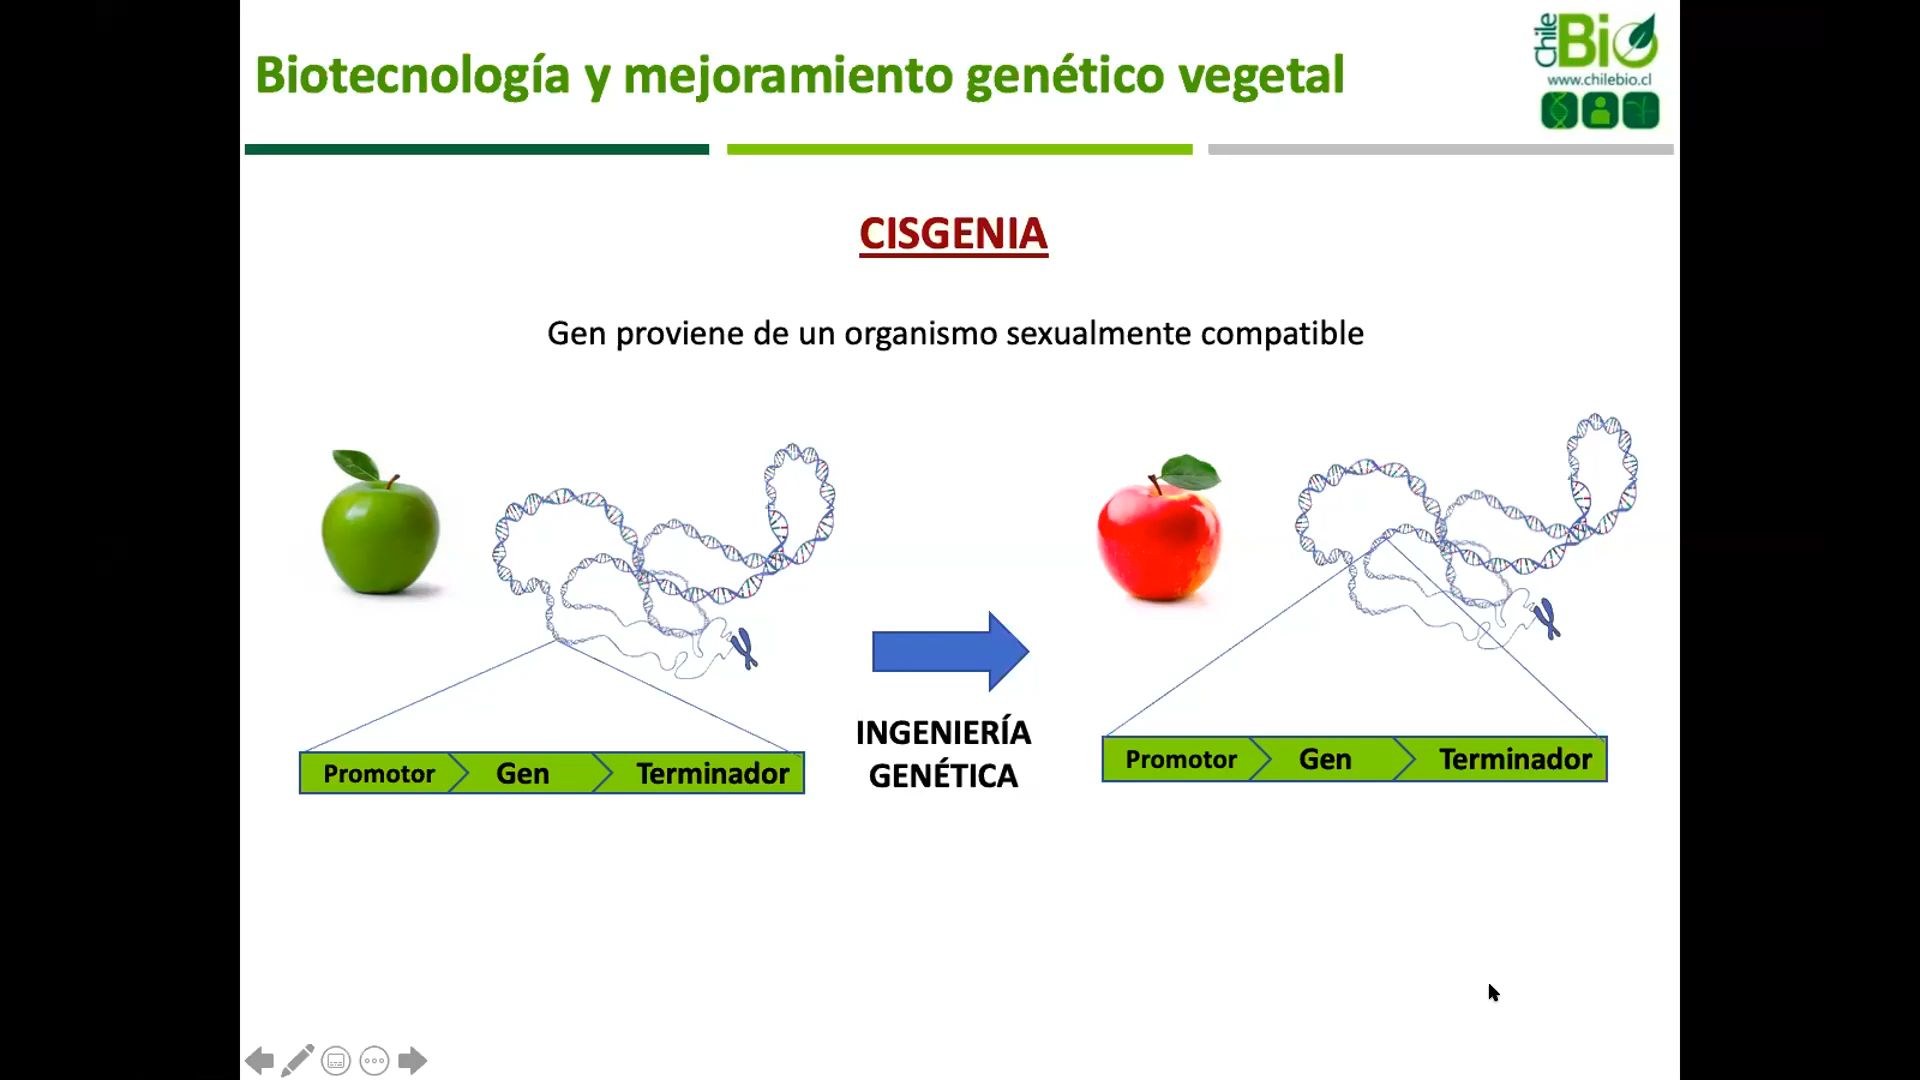 Biotecnología y mejoramiento genético vegetal
Chile
Bio
www.chilebio.cl
CISGENIA
Gen proviene de un organismo sexualmente compatible
Promotor
Gen
Terminador
INGENIERÍA
GENÉTICA
Promotor
Gen
Terminador